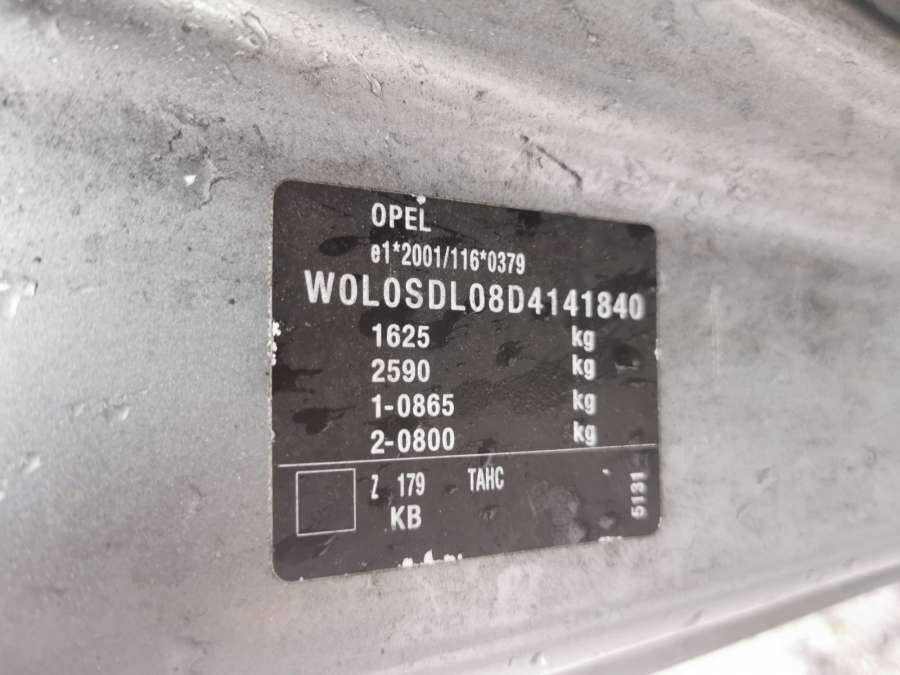 OPEL
e1*2001/116*0379
W0L0SDL08D4141840
1625 kg
2590 kg
1-0865 kg
2-0800 kg
Z 179 TAHC
KB
5131